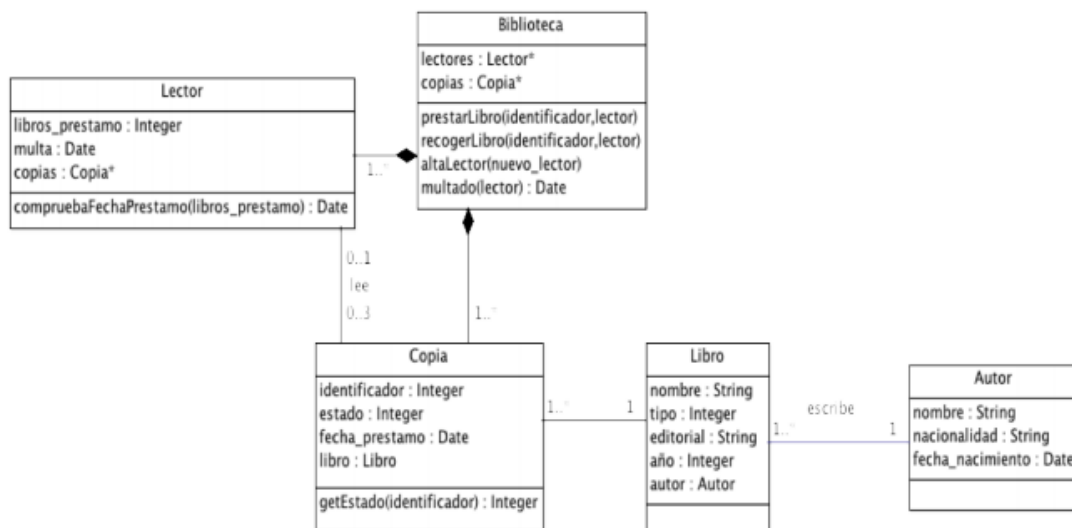 Biblioteca
lectores : Lector*
copias : Copia*
prestarLibro(identificador,lector)
recogerLibro(identificador,lector)
altaLector(nuevo_lector)
multado(lector) : Date
Lector
libros_prestamo : Integer
multa : Date
copias : Copia*
compruebaFechaPrestamo(libros_prestamo) : Date
1..*
0..1
lee
0..3
1..*
Copia
identificador : Integer
estado : Integer
fecha_prestamo : Date
libro : Libro
getEstado(identificador) : Integer
1..*
1
Libro
nombre : String
tipo : Integer
editorial : String
año : Integer
autor : Autor
escribe
1..*
1
Autor
nombre : String
nacionalidad : String
fecha_nacimiento : Date